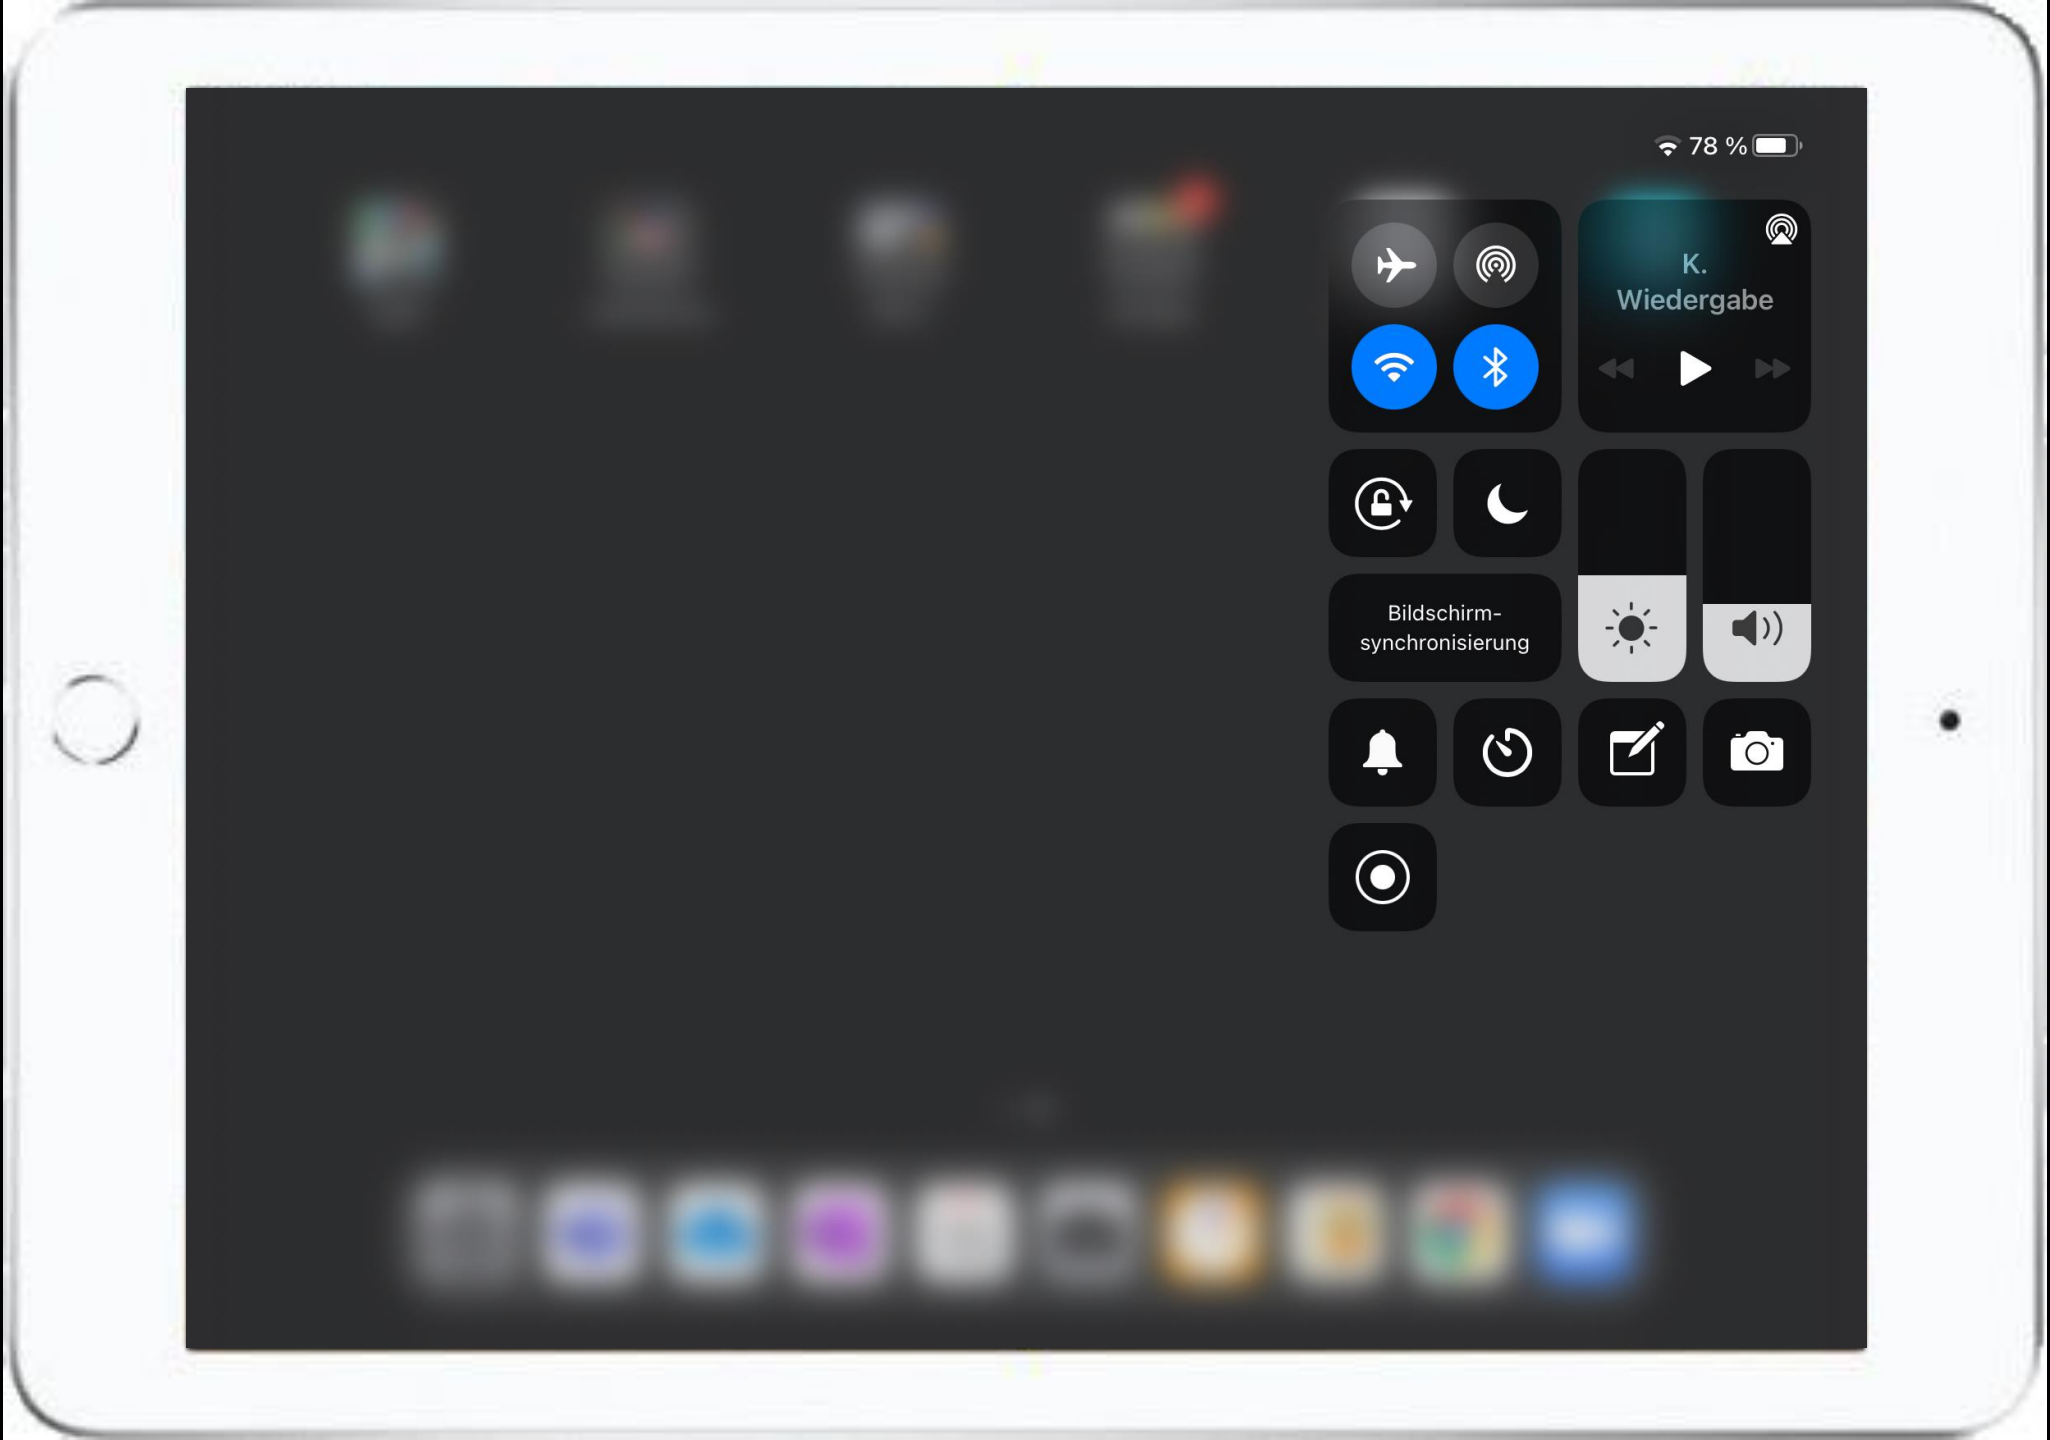 78 %
K.
Wiedergabe
Bildschirm-
synchronisierung